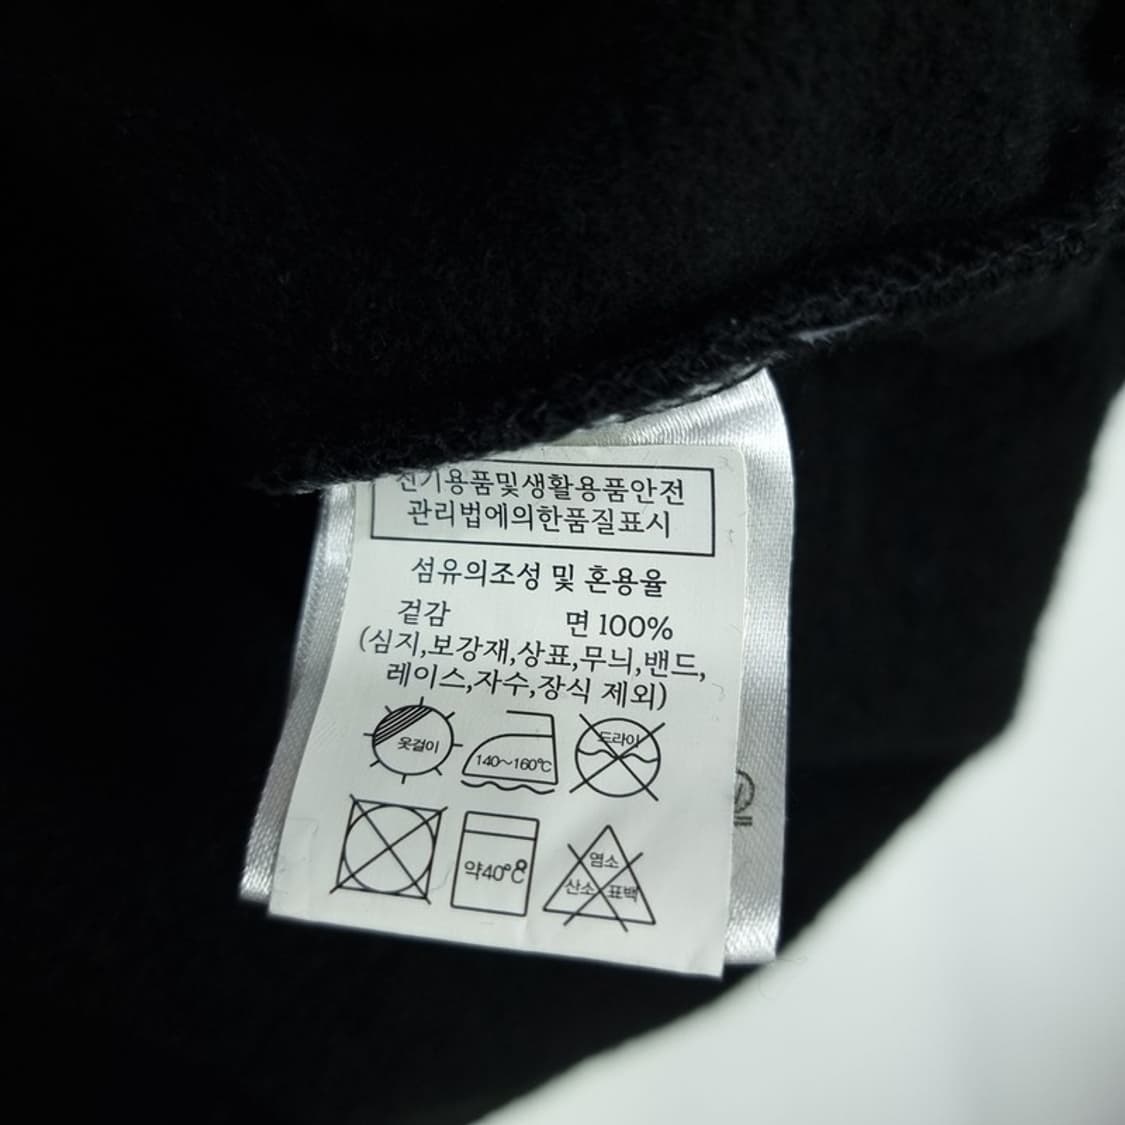 전기용품및생활용품안전
관리법에의한품질표시
섬유의조성 및 혼용율
겉감 면 100%
(심지,보강재,상표,무늬,밴드,
레이스,자수,장식 제외)
옷걸이 140~160℃ 드라이
약40℃ 염소
산소 표백